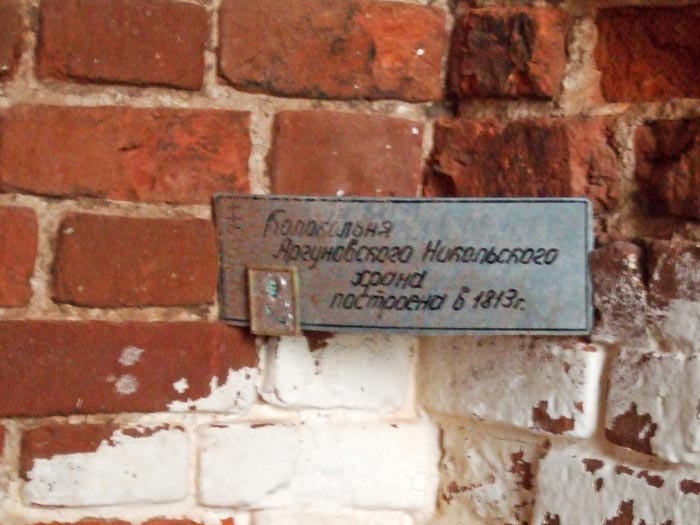 Колокольня
Аргуновского Никольского
храма
построена в 1813г.